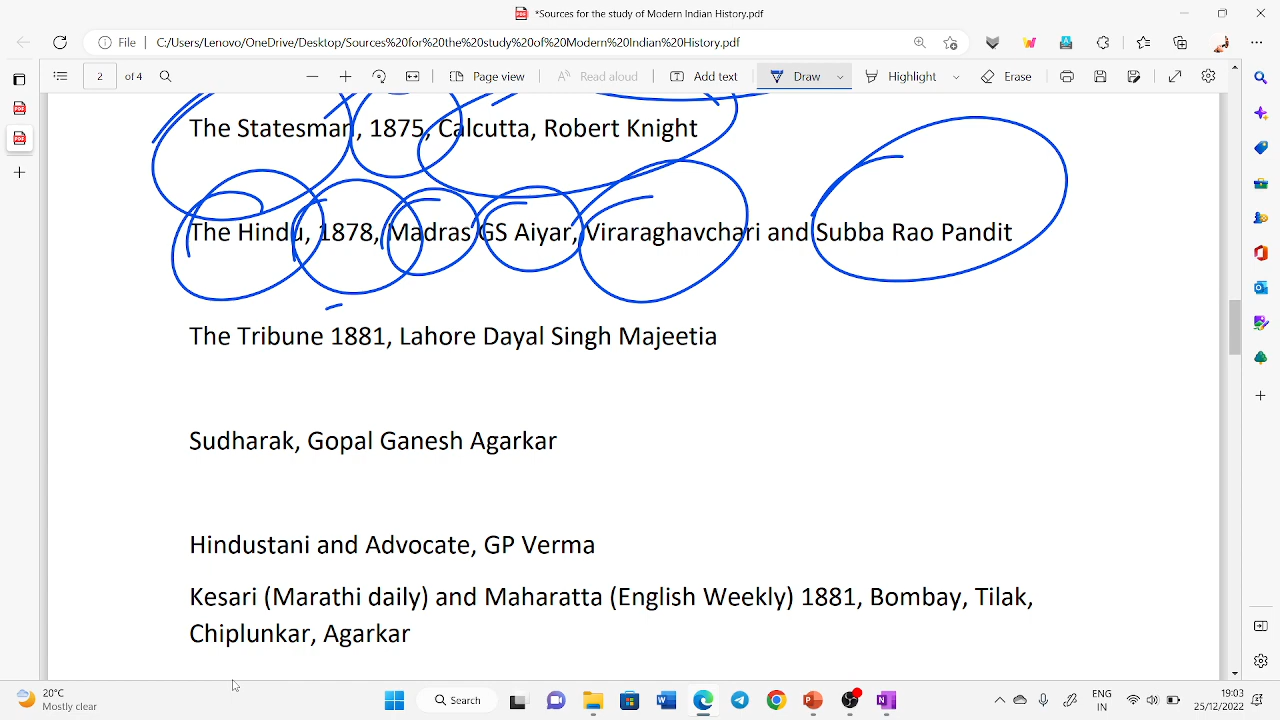 *Sources for the study of Modern Indian History.pdf
File C:/Users/Lenovo/OneDrive/Desktop/Sources%20for%20the%20study%20of%20Modern%20Indian%20History.pdf
2 of 4 Page view Read aloud Add text Draw Highlight Erase
The Statesman, 1875, Calcutta, Robert Knight
The Hindu, 1878, Madras GS Aiyar, Viraraghavchari and Subba Rao Pandit
The Tribune 1881, Lahore Dayal Singh Majeetia
Sudharak, Gopal Ganesh Agarkar
Hindustani and Advocate, GP Verma
Kesari (Marathi daily) and Maharatta (English Weekly) 1881, Bombay, Tilak,
Chiplunkar, Agarkar
20°C
Mostly clear
Search
ENG
IN
19:03
25/12/2022